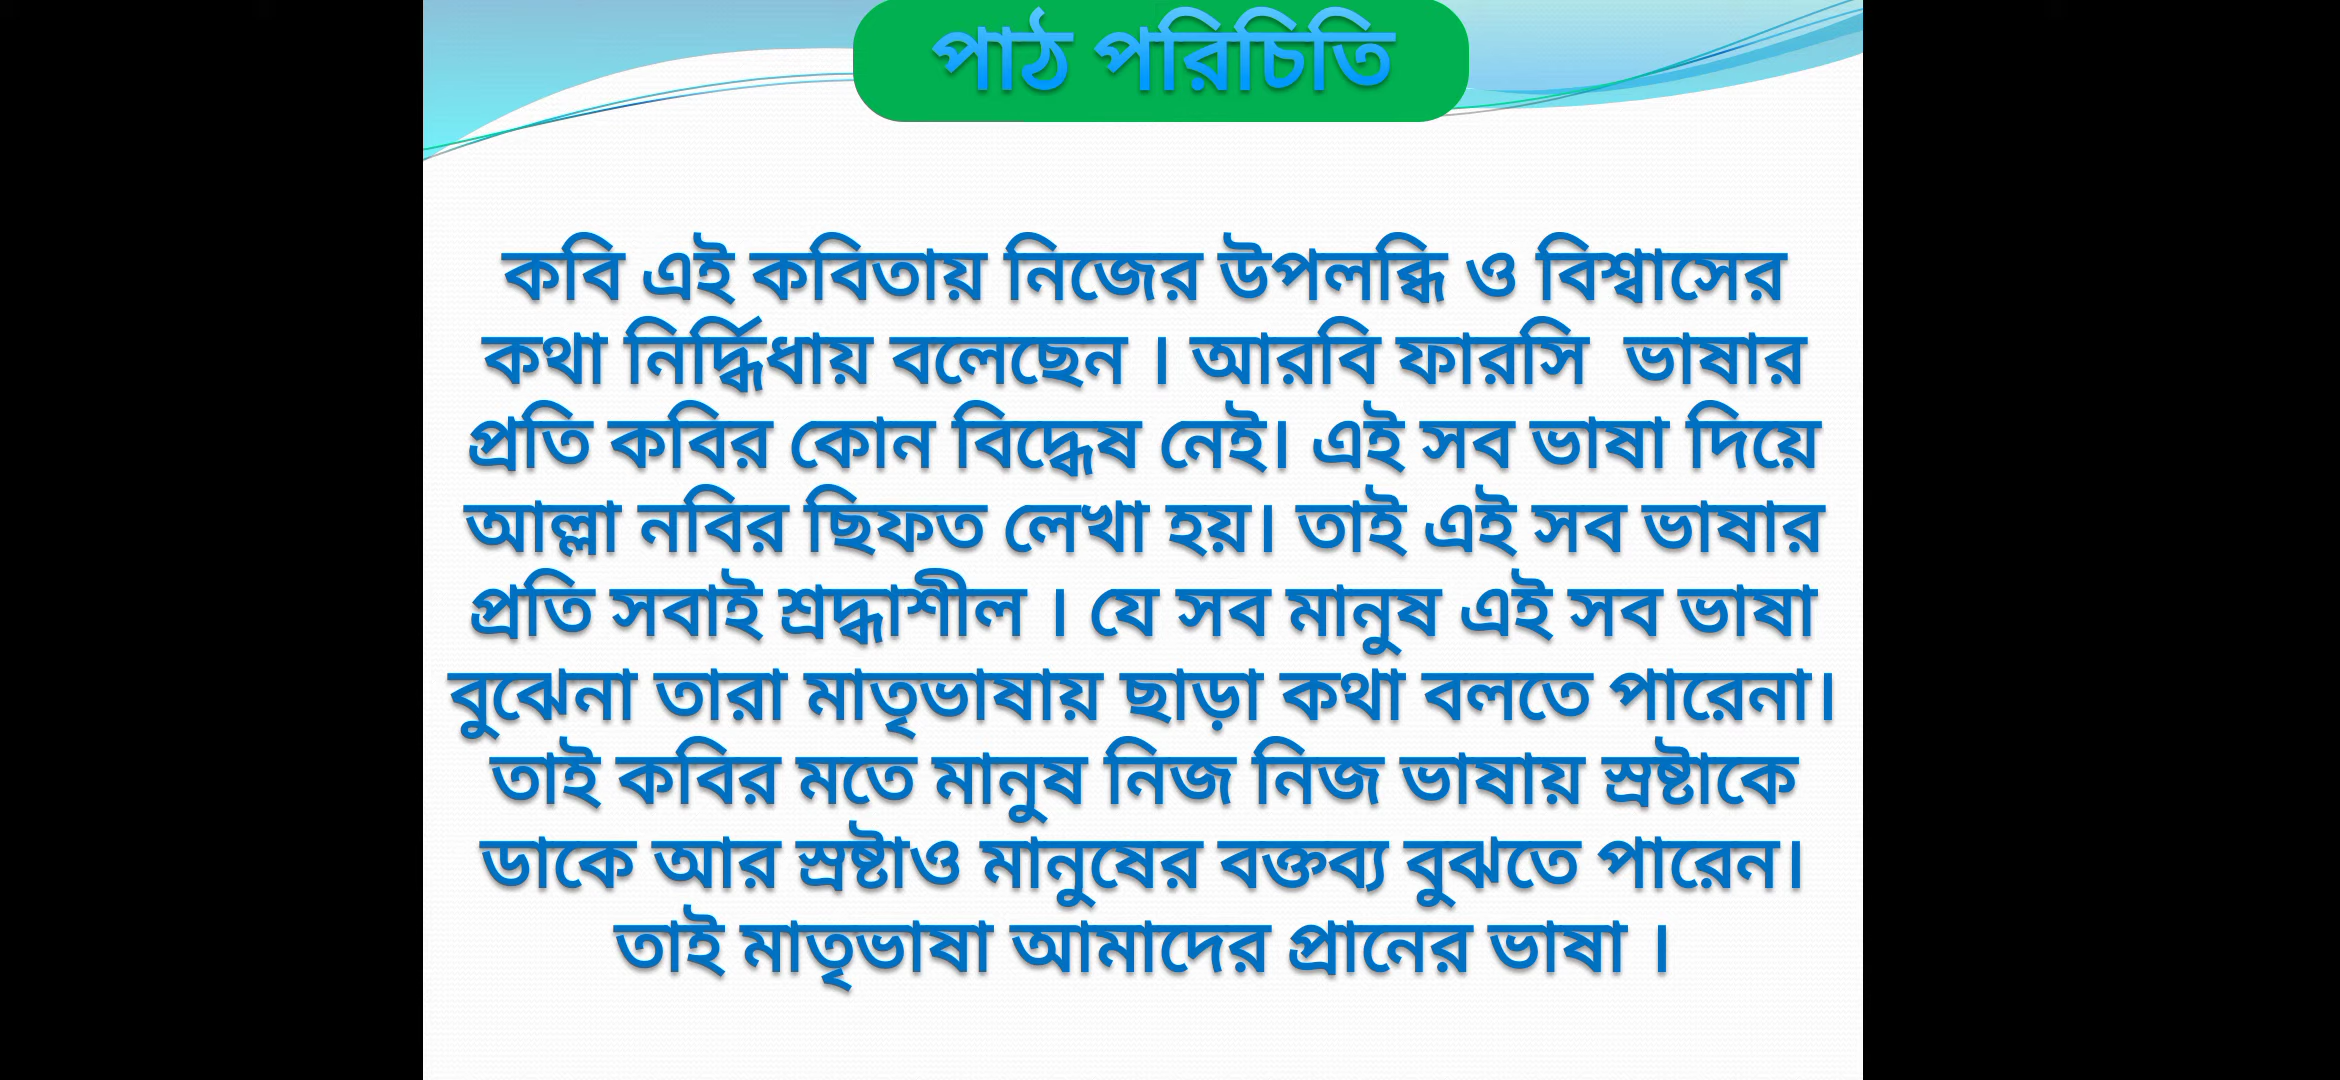 পাঠ পরিচিতি
কবি এই কবিতায় নিজের উপলব্ধি ও বিশ্বাসের
কথা নির্দ্ধিধায় বলেছেন । আরবি ফারসি ভাষার
প্রতি কবির কোন বিদ্ধেষ নেই। এই সব ভাষা দিয়ে
আল্লা নবির ছিফত লেখা হয়। তাই এই সব ভাষার
প্রতি সবাই শ্রদ্ধাশীল । যে সব মানুষ এই সব ভাষা
বুঝেনা তারা মাতৃভাষায় ছাড়া কথা বলতে পারেনা।
তাই কবির মতে মানুষ নিজ নিজ ভাষায় স্রষ্টাকে
ডাকে আর স্রষ্টাও মানুষের বক্তব্য বুঝতে পারেন।
তাই মাতৃভাষা আমাদের প্রানের ভাষা ।